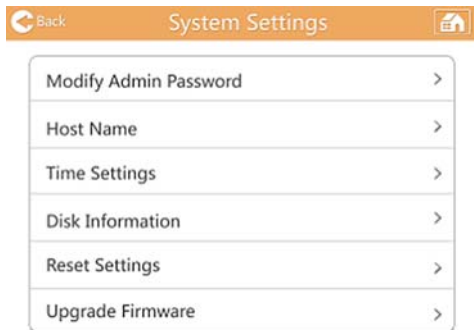 Back System Settings
Modify Admin Password
Host Name
Time Settings
Disk Information
Reset Settings
Upgrade Firmware